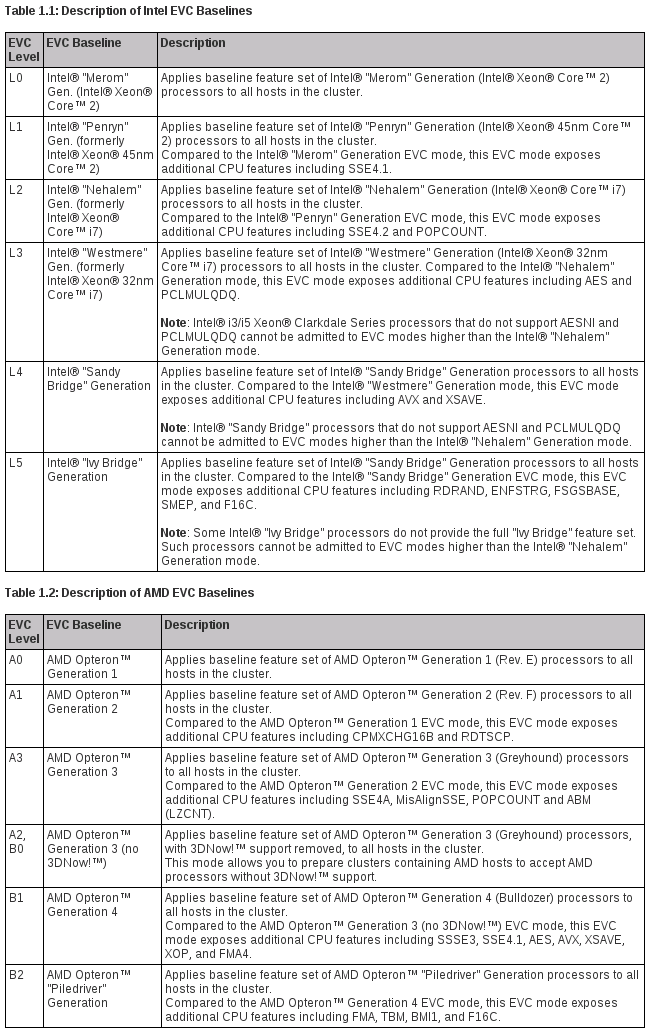 Table 1.1: Description of Intel EVC Baselines
EVC Level
EVC Baseline
Description
L0
Intel® "Merom"
Gen. (Intel® Xeon®
Core™ 2)
Applies baseline feature set of Intel® "Merom" Generation (Intel® Xeon® Core™ 2)
processors to all hosts in the cluster.
L1
Intel® "Penryn"
Gen. (formerly
Intel® Xeon® 45nm
Core™ 2)
Applies baseline feature set of Intel® "Penryn" Generation (Intel® Xeon® 45nm Core™
2) processors to all hosts in the cluster.
Compared to the Intel® "Merom" Generation EVC mode, this EVC mode exposes
additional CPU features including SSE4.1.
L2
Intel® "Nehalem"
Gen. (formerly
Intel® Xeon®
Core™ i7)
Applies baseline feature set of Intel® "Nehalem" Generation (Intel® Xeon® Core™ i7)
processors to all hosts in the cluster.
Compared to the Intel® "Penryn" Generation EVC mode, this EVC mode exposes
additional CPU features including SSE4.2 and POPCOUNT.
L3
Intel® "Westmere"
Gen. (formerly
Intel® Xeon® 32nm
Core™ i7)
Applies baseline feature set of Intel® "Westmere" Generation (Intel® Xeon® 32nm
Core™ i7) processors to all hosts in the cluster. Compared to the Intel® "Nehalem"
Generation mode, this EVC mode exposes additional CPU features including AES and
PCLMULQDQ.
Note: Intel® i3/i5 Xeon® Clarkdale Series processors that do not support AESNI and
PCLMULQDQ cannot be admitted to EVC modes higher than the Intel® "Nehalem"
Generation mode.
L4
Intel® "Sandy
Bridge" Generation
Applies baseline feature set of Intel® "Sandy Bridge" Generation processors to all hosts
in the cluster. Compared to the Intel® "Westmere" Generation mode, this EVC mode
exposes additional CPU features including AVX and XSAVE.
Note: Intel® "Sandy Bridge" processors that do not support AESNI and PCLMULQDQ
cannot be admitted to EVC modes higher than the Intel® "Nehalem" Generation mode.
L5
Intel® "Ivy Bridge"
Generation
Applies baseline feature set of Intel® "Sandy Bridge" Generation processors to all hosts
in the cluster. Compared to the Intel® "Sandy Bridge" Generation EVC mode, this EVC
mode exposes additional CPU features including RDRAND, ENFSTRG, FSGSBASE,
SMEP, and F16C.
Note: Some Intel® "Ivy Bridge" processors do not provide the full "Ivy Bridge" feature set.
Such processors cannot be admitted to EVC modes higher than the Intel® "Nehalem"
Generation mode.
Table 1.2: Description of AMD EVC Baselines
EVC Level
EVC Baseline
Description
A0
AMD Opteron™
Generation 1
Applies baseline feature set of AMD Opteron™ Generation 1 (Rev. E) processors to all
hosts in the cluster.
A1
AMD Opteron™
Generation 2
Applies baseline feature set of AMD Opteron™ Generation 2 (Rev. F) processors to all
hosts in the cluster.
Compared to the AMD Opteron™ Generation 1 EVC mode, this EVC mode exposes
additional CPU features including CPMXCHG16B and RDTSCP.
A3
AMD Opteron™
Generation 3
Applies baseline feature set of AMD Opteron™ Generation 3 (Greyhound) processors
to all hosts in the cluster.
Compared to the AMD Opteron™ Generation 2 EVC mode, this EVC mode exposes
additional CPU features including SSE4A, MisAlignSSE, POPCOUNT and ABM
(LZCNT).
A2,
B0
AMD Opteron™
Generation 3 (no
3DNow!™)
Applies baseline feature set of AMD Opteron™ Generation 3 (Greyhound) processors,
with 3DNow!™ support removed, to all hosts in the cluster.
This mode allows you to prepare clusters containing AMD hosts to accept AMD
processors without 3DNow!™ support.
B1
AMD Opteron™
Generation 4
Applies baseline feature set of AMD Opteron™ Generation 4 (Bulldozer) processors to
all hosts in the cluster.
Compared to the AMD Opteron™ Generation 3 (no 3DNow!™) EVC mode, this EVC
mode exposes additional CPU features including SSSE3, SSE4.1, AES, AVX, XSAVE,
XOP, and FMA4.
B2
AMD Opteron™
"Piledriver"
Generation
Applies baseline feature set of AMD Opteron™ "Piledriver" Generation processors to all
hosts in the cluster.
Compared to the AMD Opteron™ Generation 4 EVC mode, this EVC mode exposes
additional CPU features including FMA, TBM, BMI1, and F16C.